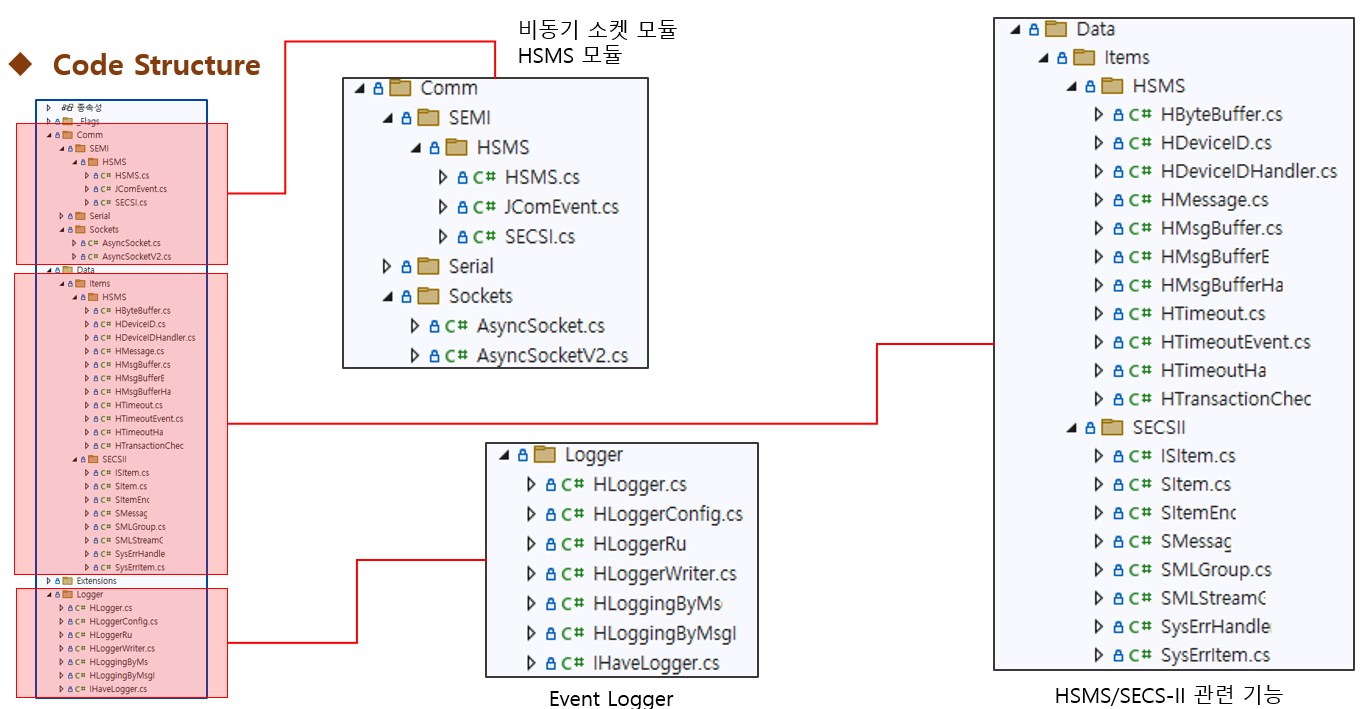 ◆ Code Structure
종속성
_Flags
Comm
SEMI
HSMS
HSMS.cs
JComEvent.cs
SECSI.cs
Serial
Sockets
AsyncSocket.cs
AsyncSocketV2.cs
Data
Items
HSMS
HByteBuffer.cs
HDeviceID.cs
HDeviceIDHandler.cs
HMessage.cs
HMsgBuffer.cs
HMsgBufferE
HMsgBufferHa
HTimeout.cs
HTimeoutEvent.cs
HTimeoutHa
HTransactionChec
SECSII
ISItem.cs
SItem.cs
SItemEnc
SMessag
SMLGroup.cs
SMLStreamG
SysErrHandle
SysErrItem.cs
Extensions
Logger
HLogger.cs
HLoggerConfig.cs
HLoggerRu
HLoggerWriter.cs
HLoggingByMs
HLoggingByMsgI
IHaveLogger.cs
비동기 소켓 모듈
HSMS 모듈
Comm
SEMI
HSMS
C# HSMS.cs
C# JComEvent.cs
C# SECSI.cs
Serial
Sockets
C# AsyncSocket.cs
C# AsyncSocketV2.cs
Logger
C# HLogger.cs
C# HLoggerConfig.cs
C# HLoggerRu
C# HLoggerWriter.cs
C# HLoggingByMs
C# HLoggingByMsgI
C# IHaveLogger.cs
Event Logger
Data
Items
HSMS
C# HByteBuffer.cs
C# HDeviceID.cs
C# HDeviceIDHandler.cs
C# HMessage.cs
C# HMsgBuffer.cs
C# HMsgBufferE
C# HMsgBufferHa
C# HTimeout.cs
C# HTimeoutEvent.cs
C# HTimeoutHa
C# HTransactionChec
SECSII
C# ISItem.cs
C# SItem.cs
C# SItemEnc
C# SMessag
C# SMLGroup.cs
C# SMLStreamG
C# SysErrHandle
C# SysErrItem.cs
HSMS/SECS-II 관련 기능